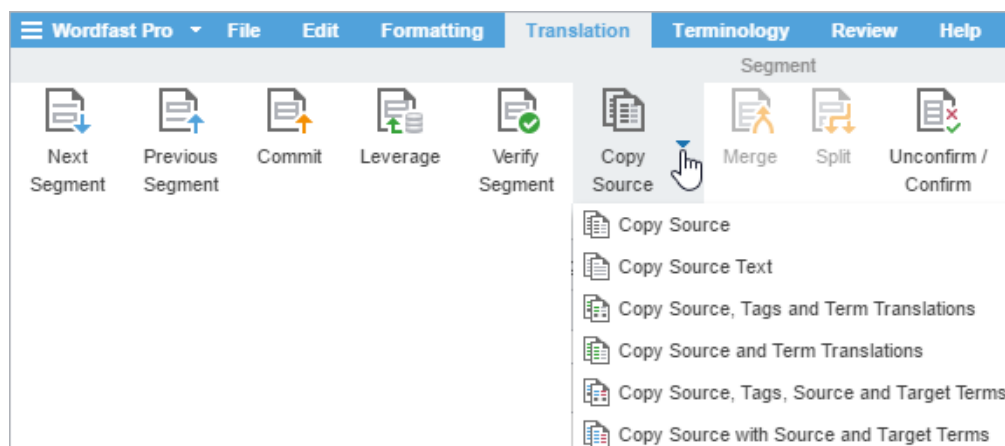 Wordfast Pro File Edit Formatting Translation Terminology Review Help
Segment
Next Previous Commit Leverage Verify Copy Merge Split Unconfirm /
Segment Segment Segment Source Confirm
Copy Source
Copy Source Text
Copy Source, Tags and Term Translations
Copy Source and Term Translations
Copy Source, Tags, Source and Target Terms
Copy Source with Source and Target Terms